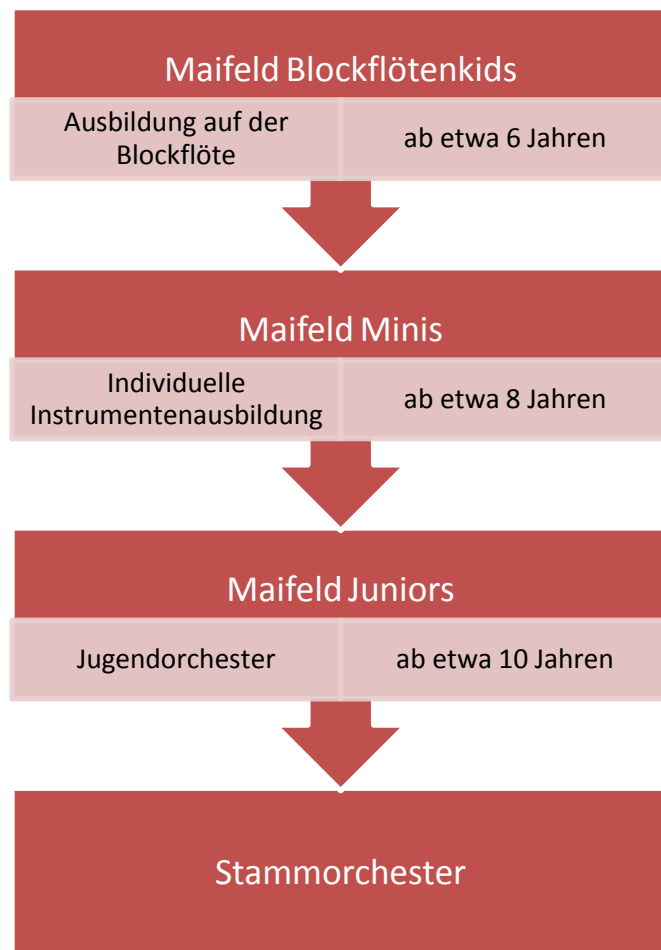 Maifeld Blockflötenkids
Ausbildung auf der
Blockflöte
ab etwa 6 Jahren
Maifeld Minis
Individuelle
Instrumentenausbildung
ab etwa 8 Jahren
Maifeld Juniors
Jugendorchester
ab etwa 10 Jahren
Stammorchester